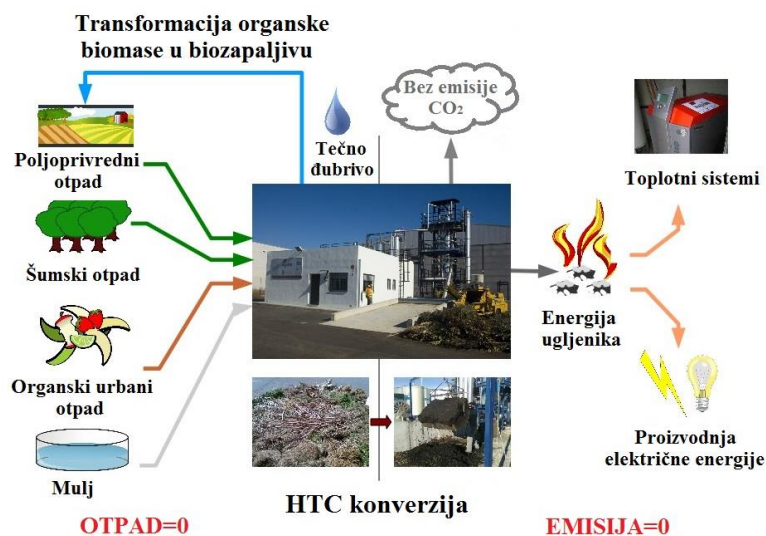 Transformacija organske
biomase u biozapaljivu
Bez emisije
CO₂
Tečno
đubrivo
Poljoprivredni
otpad
Toplotni sistemi
Šumski otpad
Energija
ugljenika
Organski urbani
otpad
Proizvodnja
električne energije
Mulj
HTC konverzija
OTPAD=0
EMISIJA=0